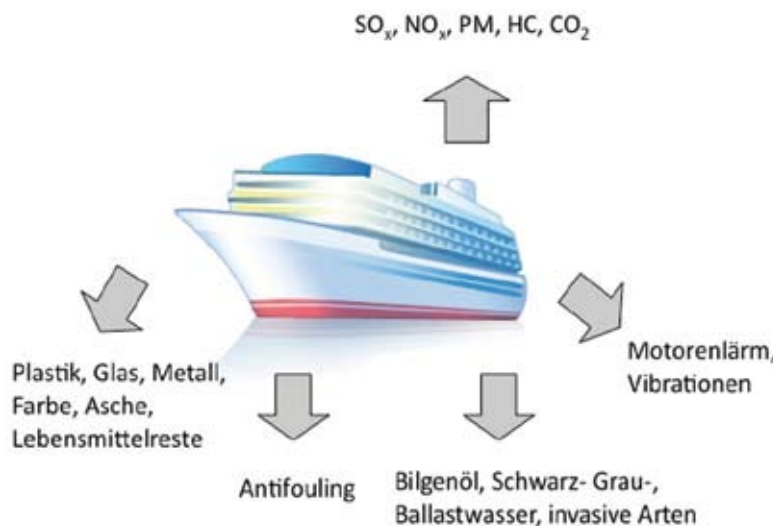 SOx, NOx, PM, HC, CO2
Plastik, Glas, Metall,
Farbe, Asche,
Lebensmittelreste
Antifouling
Bilgenöl, Schwarz- Grau-,
Ballastwasser, invasive Arten
Motorenlärm,
Vibrationen